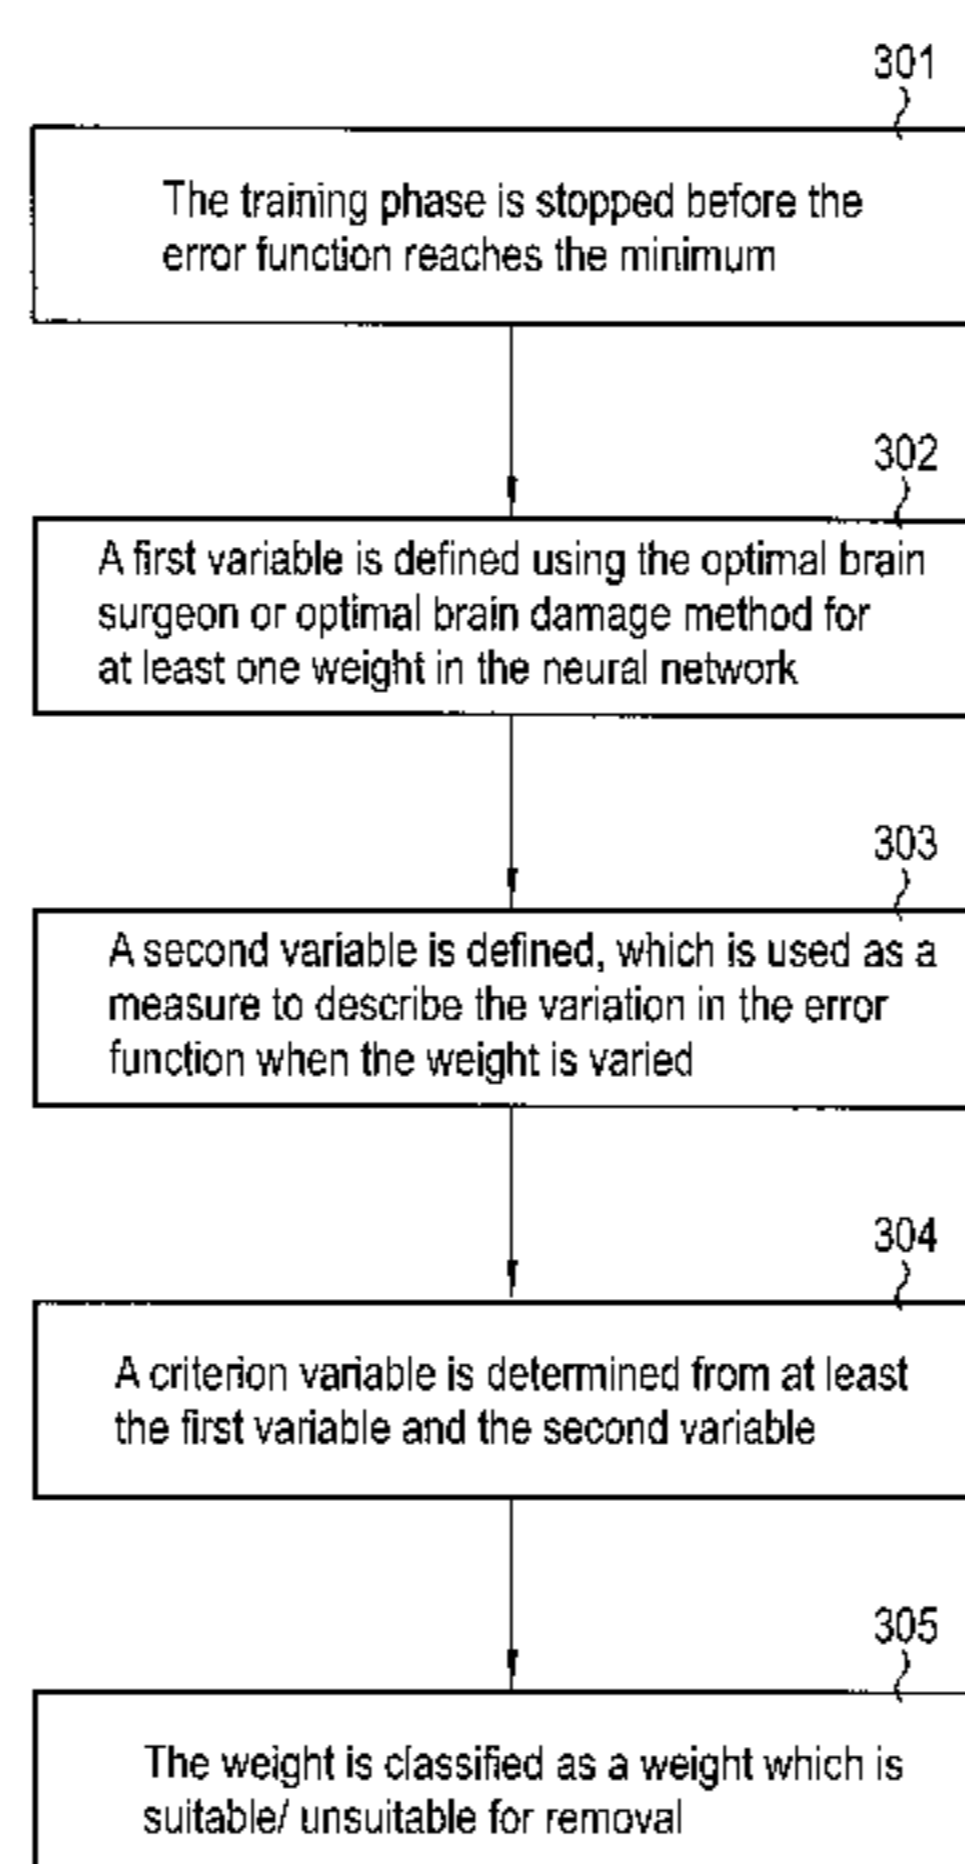 301
The training phase is stopped before the
error function reaches the minimum
302
A first variable is defined using the optimal brain
surgeon or optimal brain damage method for
at least one weight in the neural network
303
A second variable is defined, which is used as a
measure to describe the variation in the error
function when the weight is varied
304
A criterion variable is determined from at least
the first variable and the second variable
305
The weight is classified as a weight which is
suitable/ unsuitable for removal